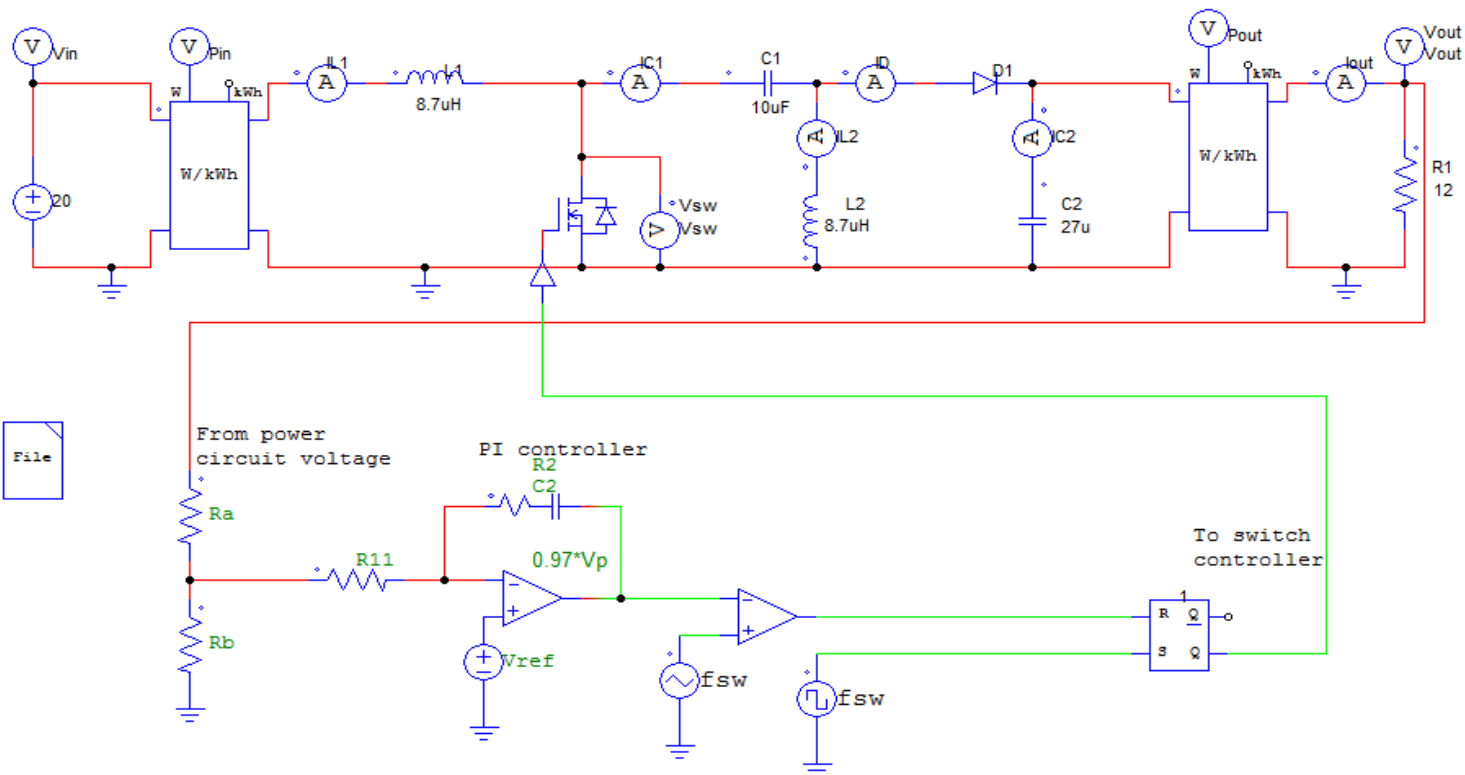 V
Vin
20
V
Pin
W
kWh
W/kWh
IL1
A
L1
8.7uH
IC1
A
C1
10uF
ID
A
D1
A
IL2
L2
8.7uH
A
IC2
C2
27u
V
Vsw
Vsw
V
Pout
W
kWh
W/kWh
Iout
A
V
Vout
Vout
R1
12
File
From power
circuit voltage
Ra
Rb
R11
PI controller
R2
C2
0.97*Vp
Vref
fsw
fsw
To switch
controller
1
R
Q
S
Q